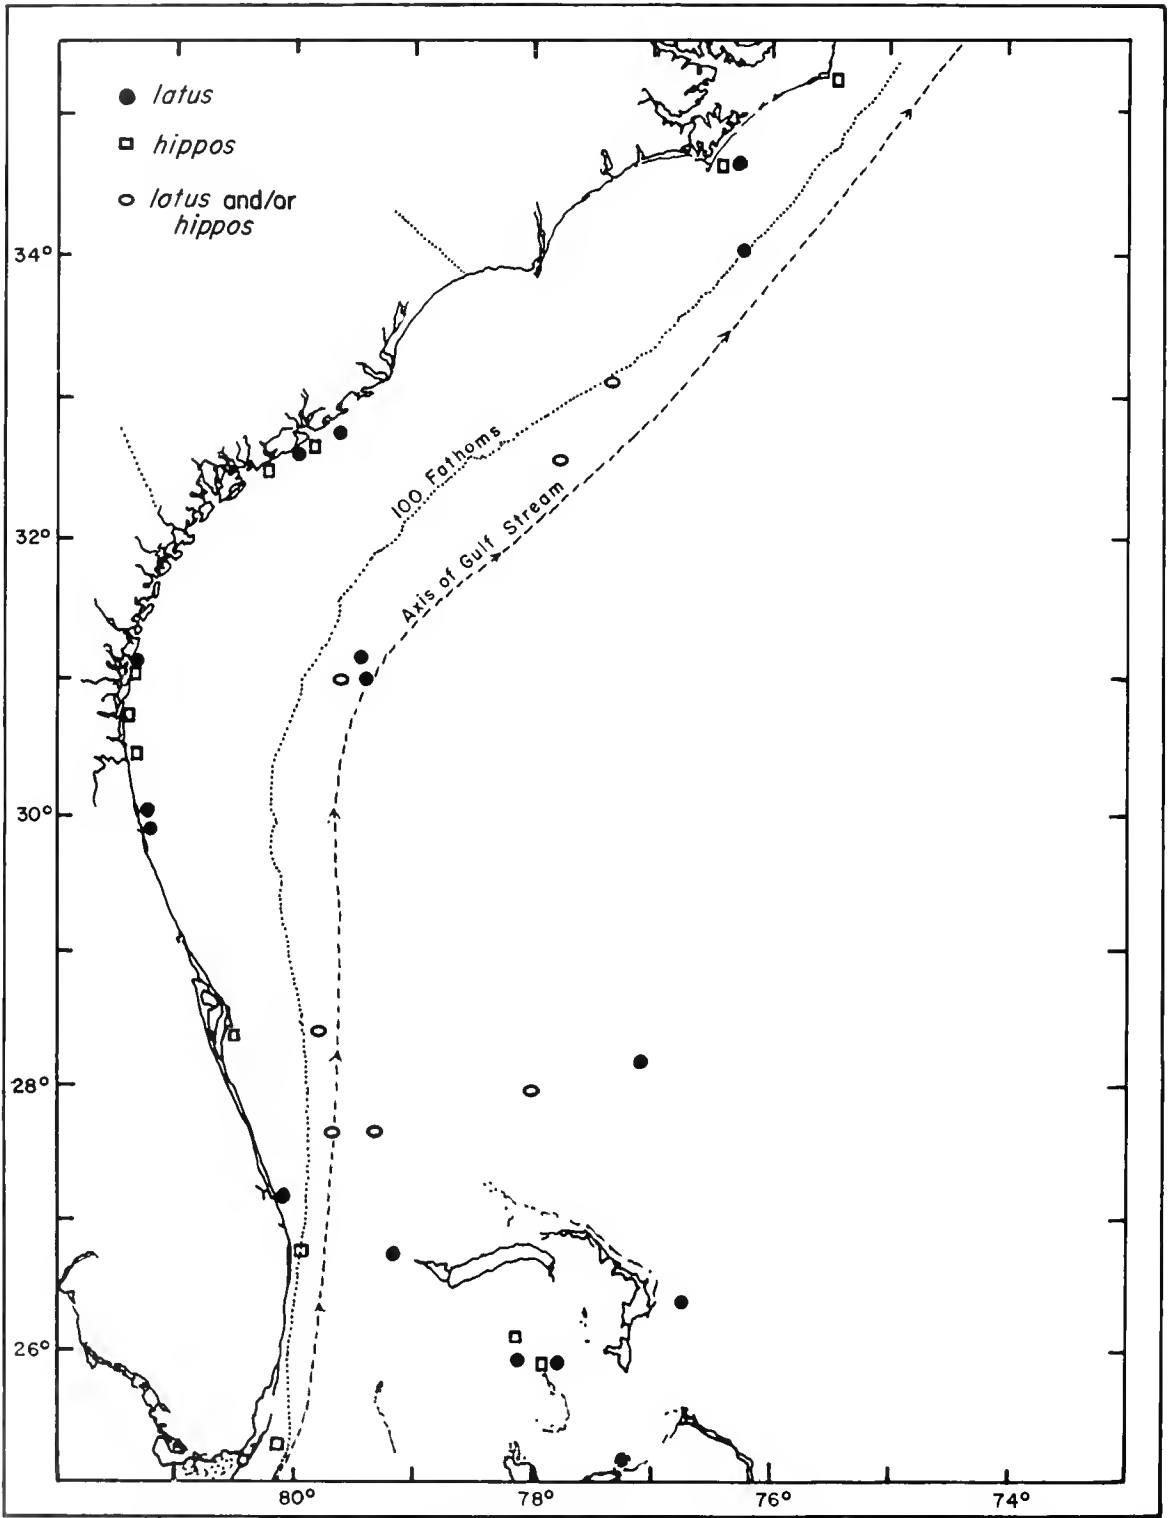 latus
hippos
latus and/or
hippos
34°
100 Fathoms
32°
Axis of Gulf Stream
30°
28°
26°
80°
78°
76°
74°